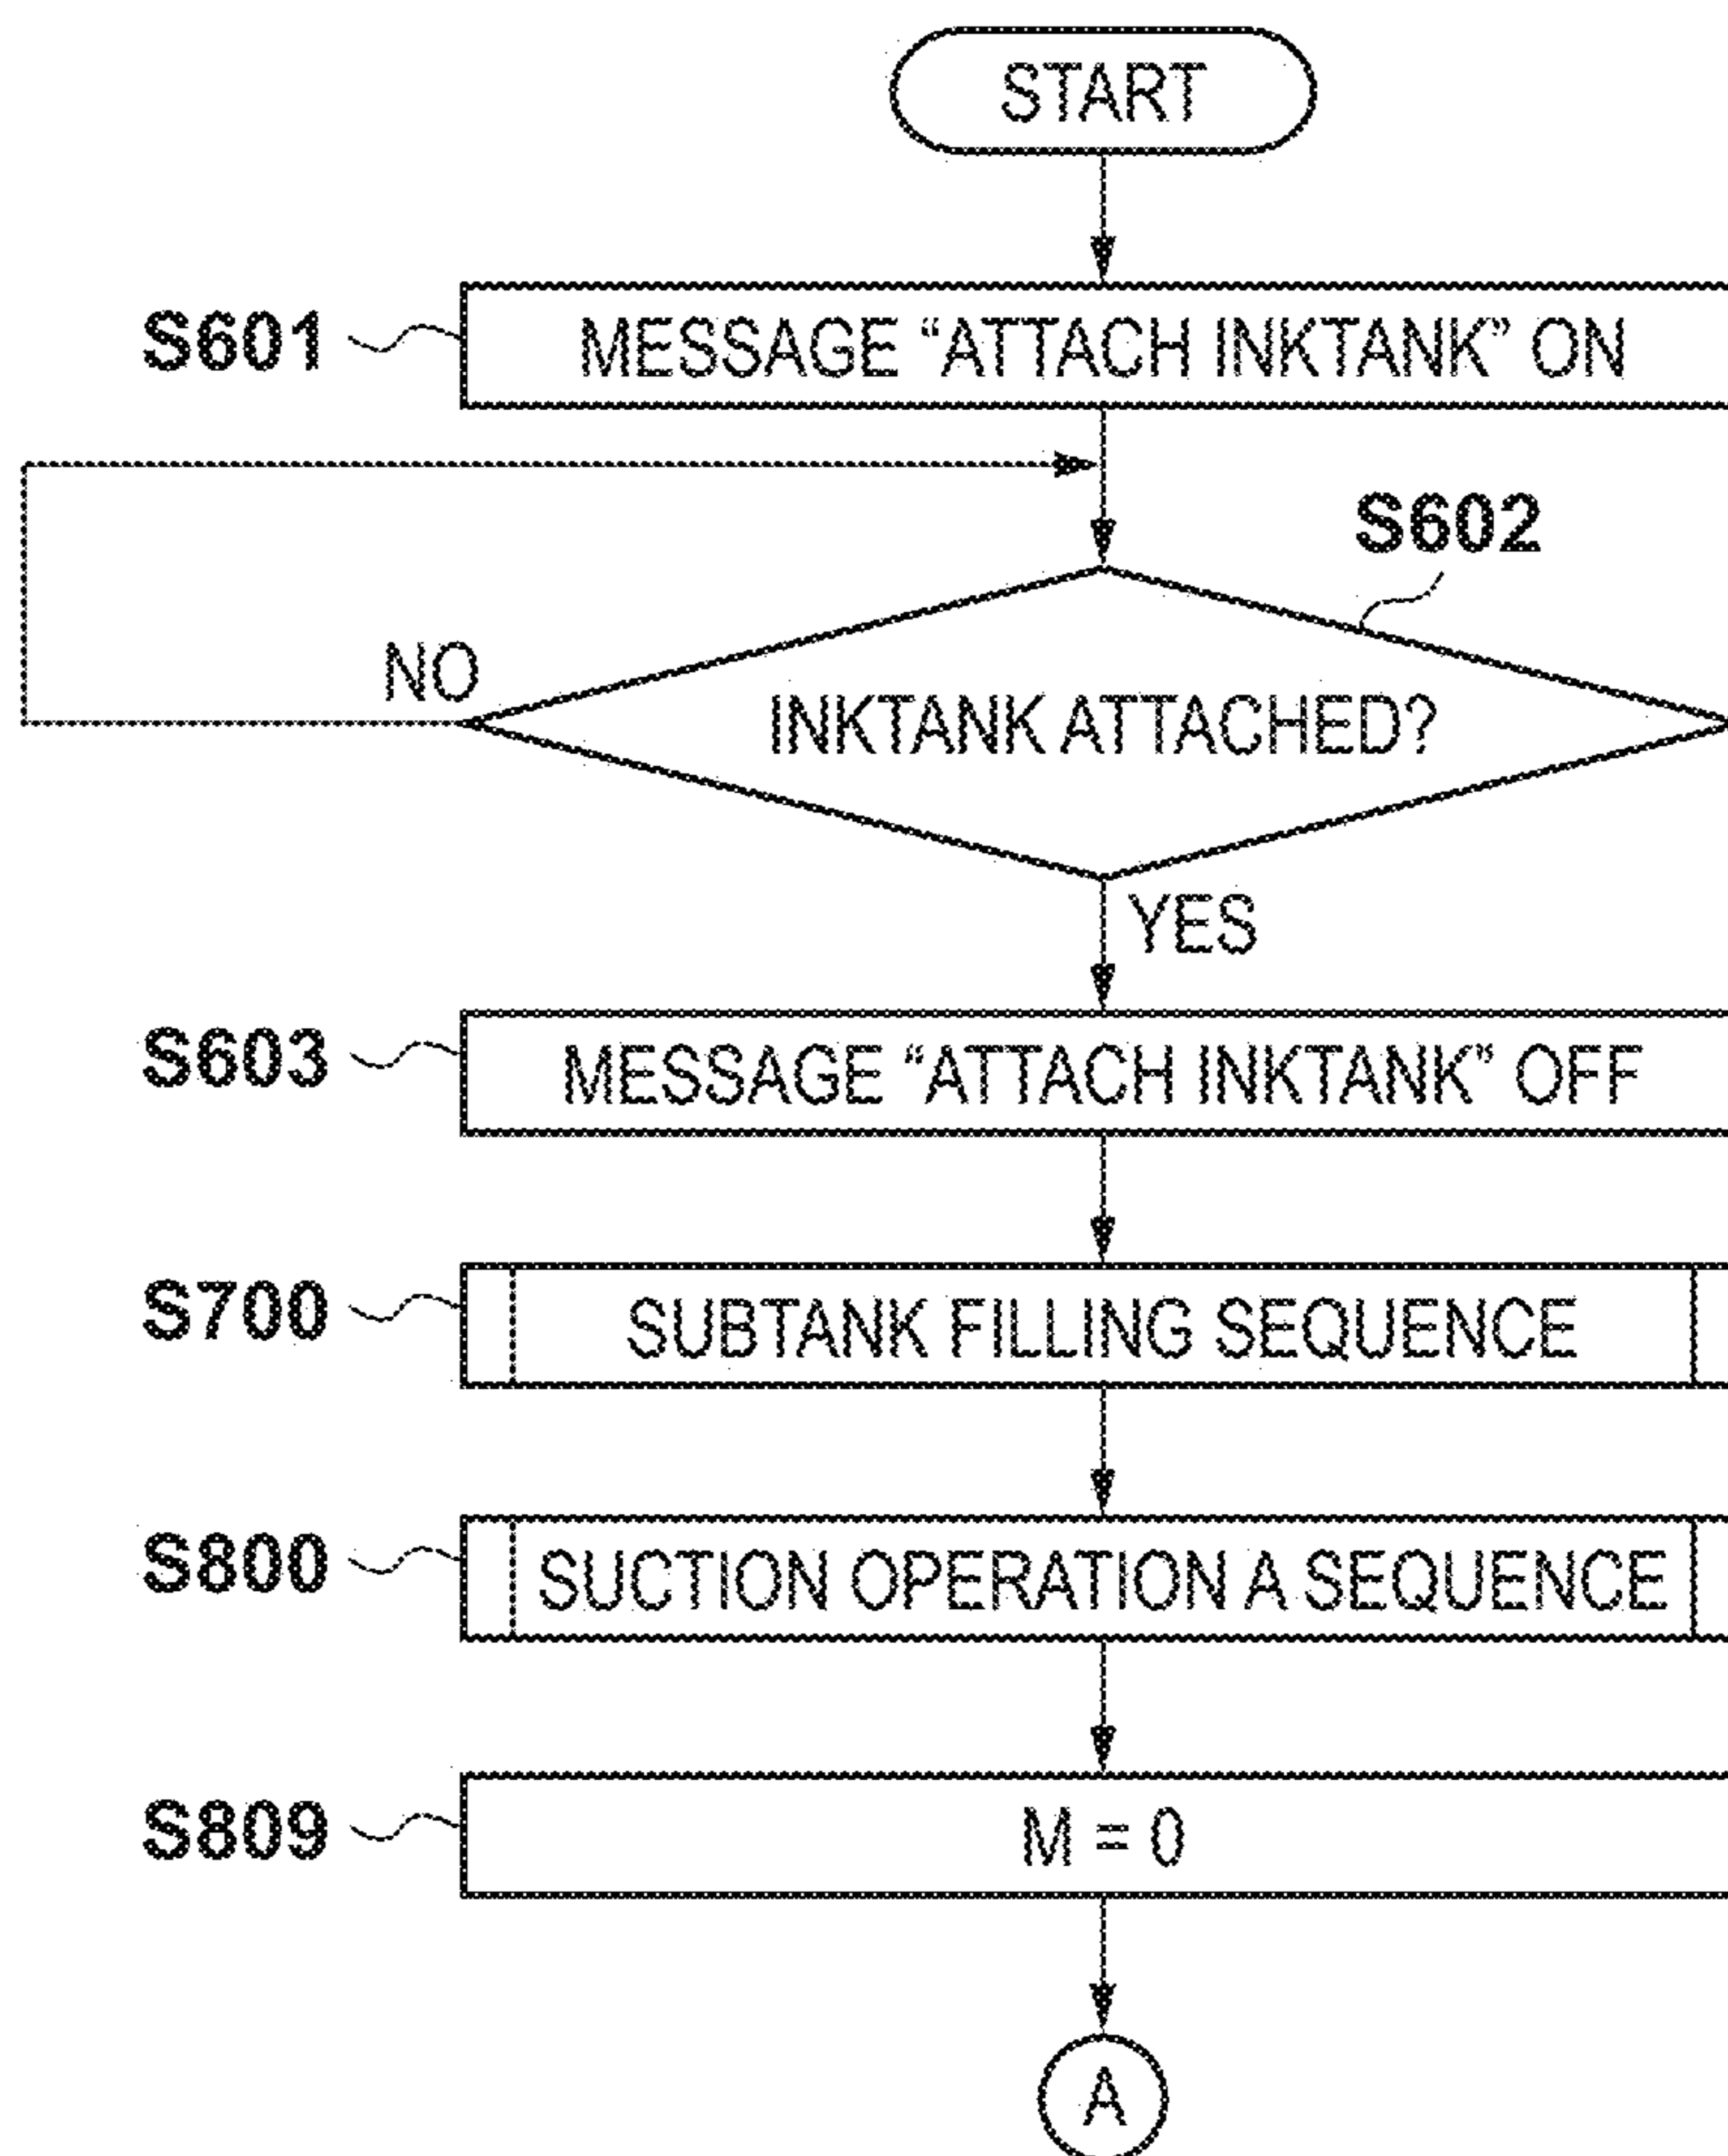 START
S601 MESSAGE “ATTACH INKTANK” ON
S602
NO
INKTANK ATTACHED?
YES
S603 MESSAGE “ATTACH INKTANK” OFF
S700 SUBTANK FILLING SEQUENCE
S800 SUCTION OPERATION A SEQUENCE
S809 M = 0
A